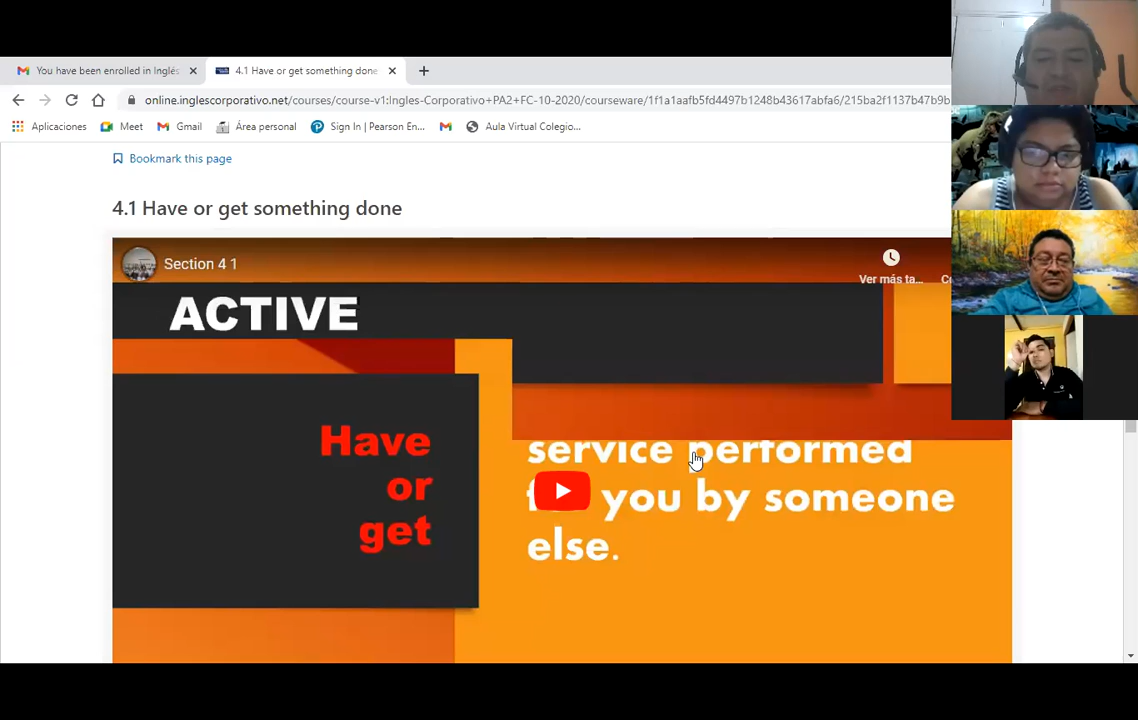 You have been enrolled in Inglés
4.1 Have or get something done
online.inglescorporativo.net/courses/course-v1:Ingles-Corporativo+PA2+FC-10-2020/courseware/1f1a1aafb5fd4497b1248b43617abfa6/215ba2f1137b47b9b
Aplicaciones
Meet
Gmail
Área personal
Sign In | Pearson En...
Aula Virtual Colegio...
Bookmark this page
4.1 Have or get something done
Section 4 1
Ver más ta...
ACTIVE
Have
or
get
service performed
you by someone
else.